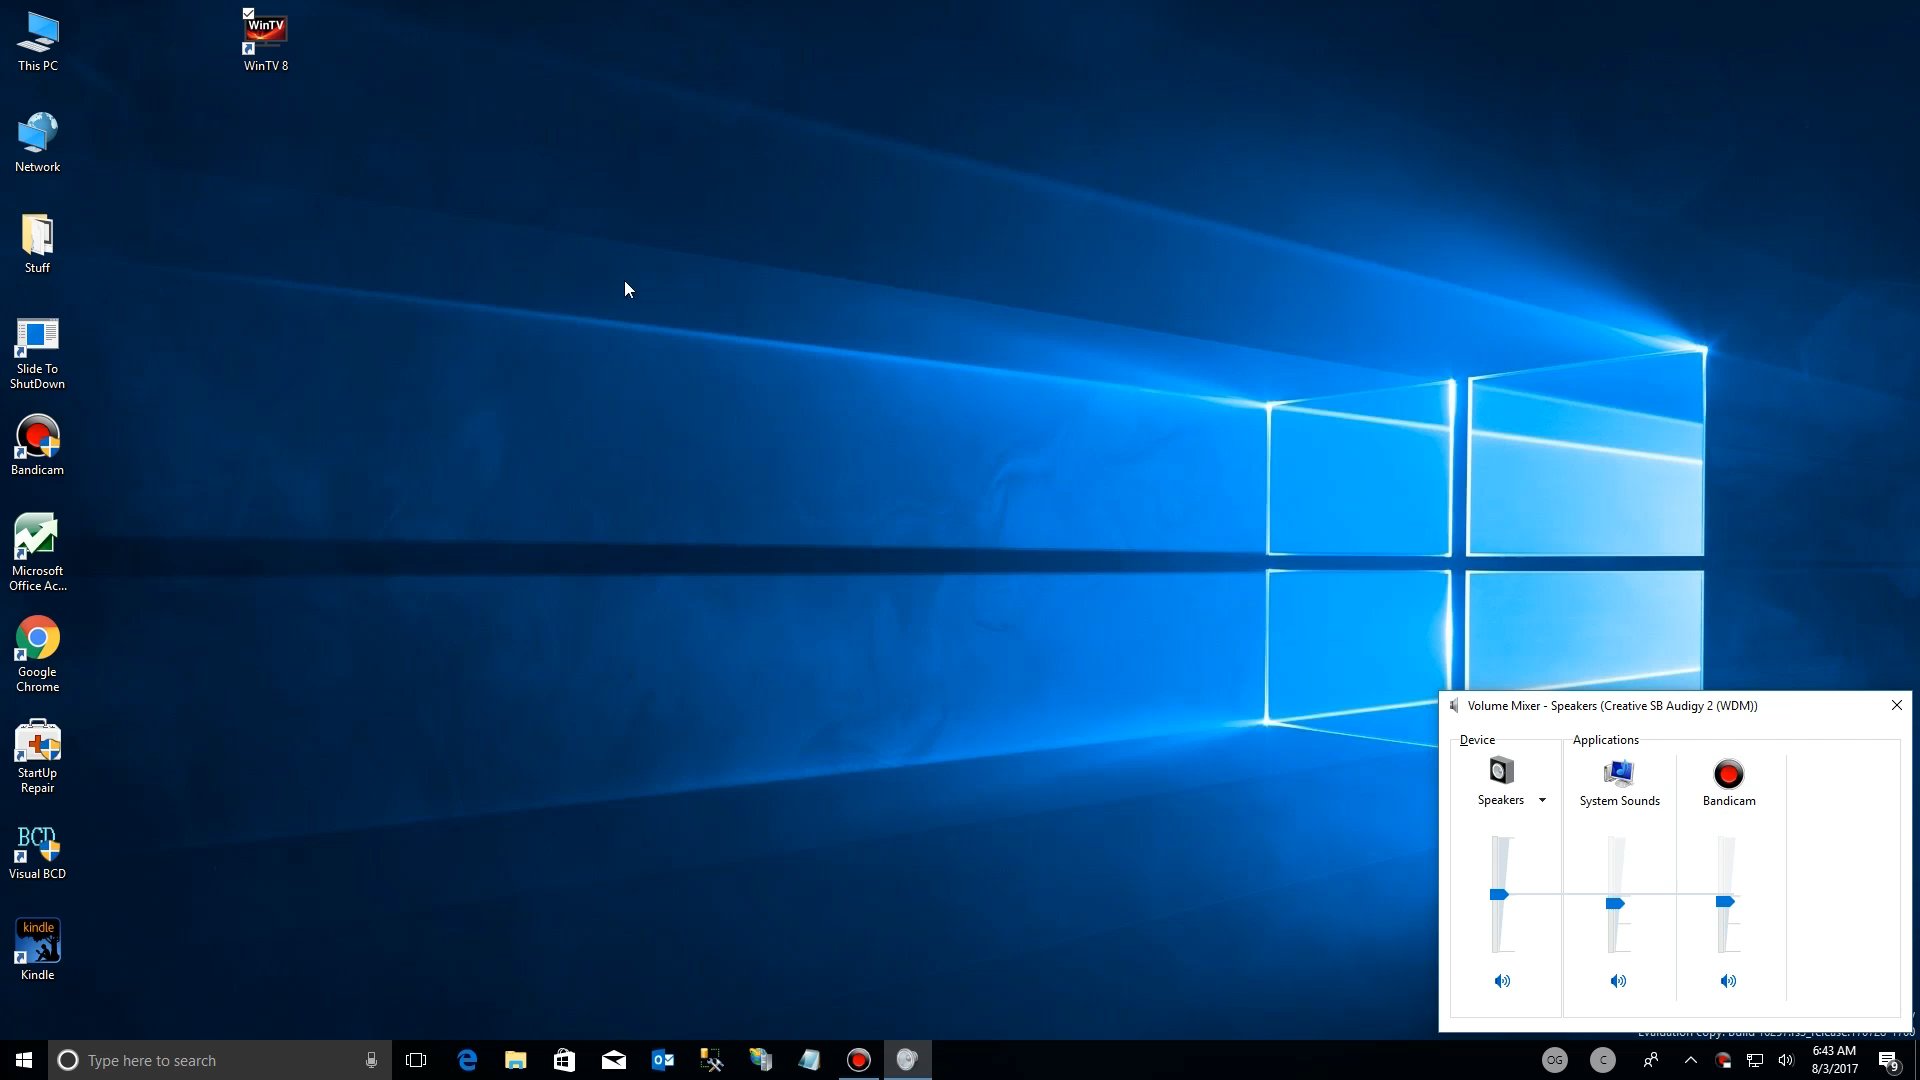 This PC
WinTV
WinTV 8
Network
Stuff
Slide To
ShutDown
Bandicam
Microsoft
Office Ac...
Google
Chrome
StartUp
Repair
BCD
Visual BCD
kindle
Kindle
Volume Mixer - Speakers (Creative SB Audigy 2 (WDM))
Device
Applications
Speakers
System Sounds
Bandicam
Type here to search
OG
C
6:43 AM
8/3/2017
9